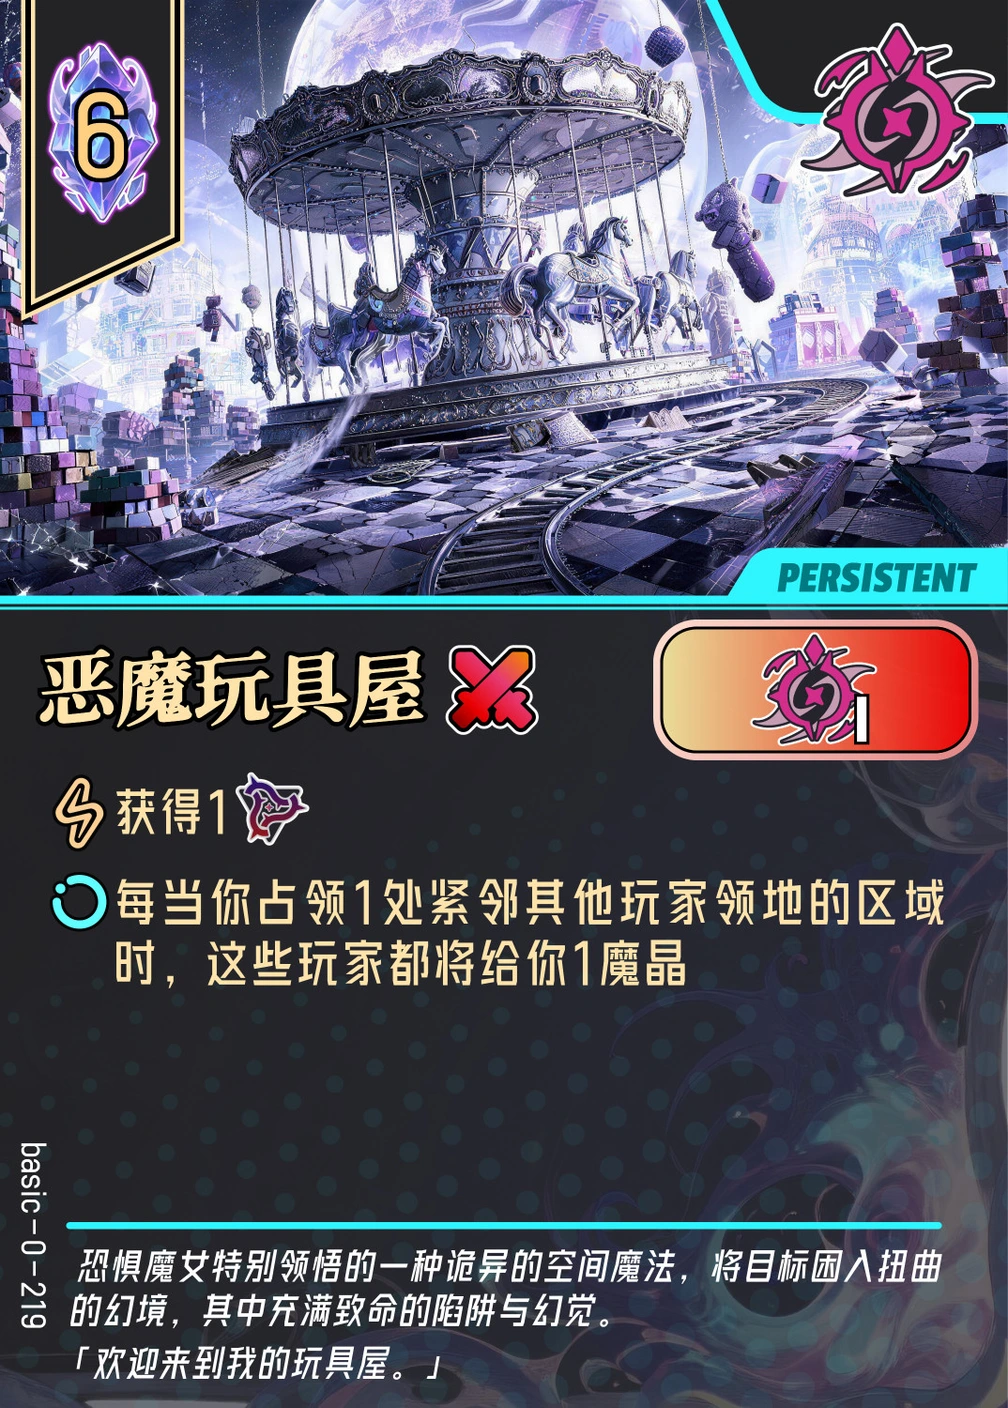 6
PERSISTENT
恶魔玩具屋
获得1
每当你占领1处紧邻其他玩家领地的区域
时，这些玩家都将给你1魔晶
basic-0-219
恐惧魔女特别领悟的一种诡异的空间魔法，将目标困入扭曲
的幻境，其中充满致命的陷阱与幻觉。
「欢迎来到我的玩具屋。」